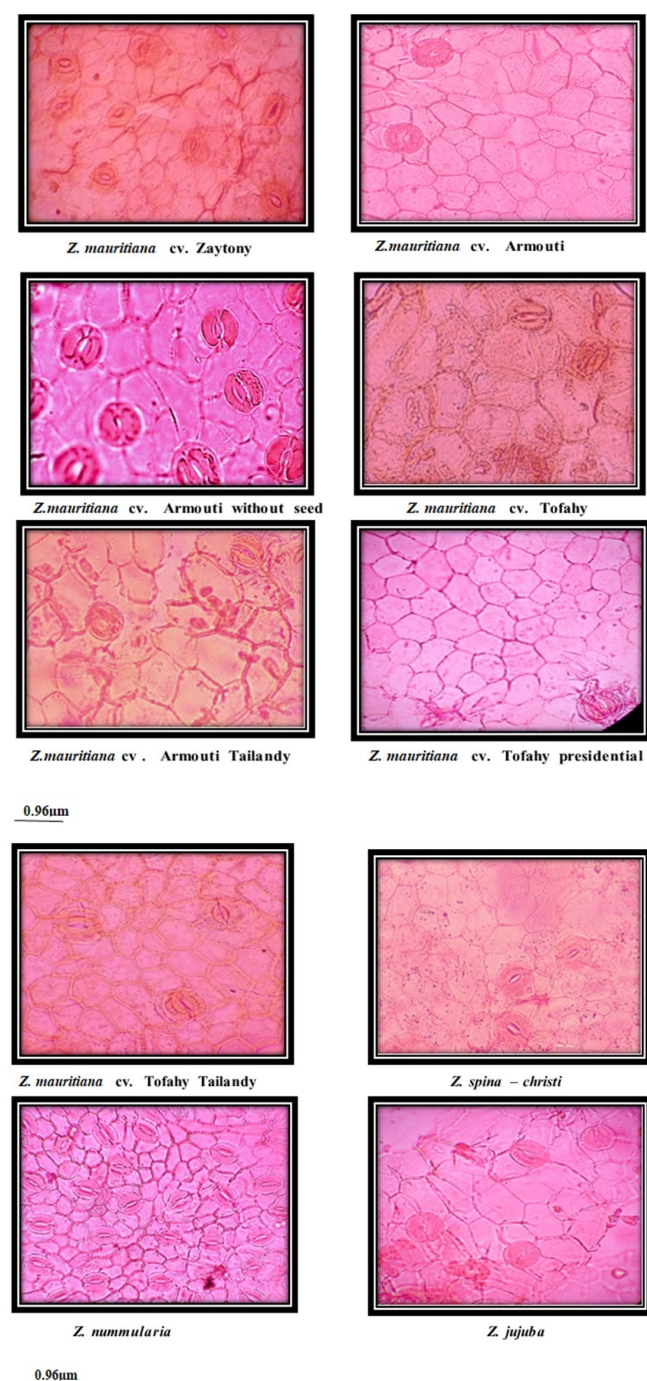 Z. mauritiana cv. Zaytony
Z.mauritiana cv. Armouti
Z.mauritiana cv. Armouti without seed
Z. mauritiana cv. Tofahy
Z.mauritiana cv . Armouti Tailandy
Z. mauritiana cv. Tofahy presidential
0.96µm
Z. mauritiana cv. Tofahy Tailandy
Z. spina – christi
Z. nummularia
Z. jujuba
0.96µm